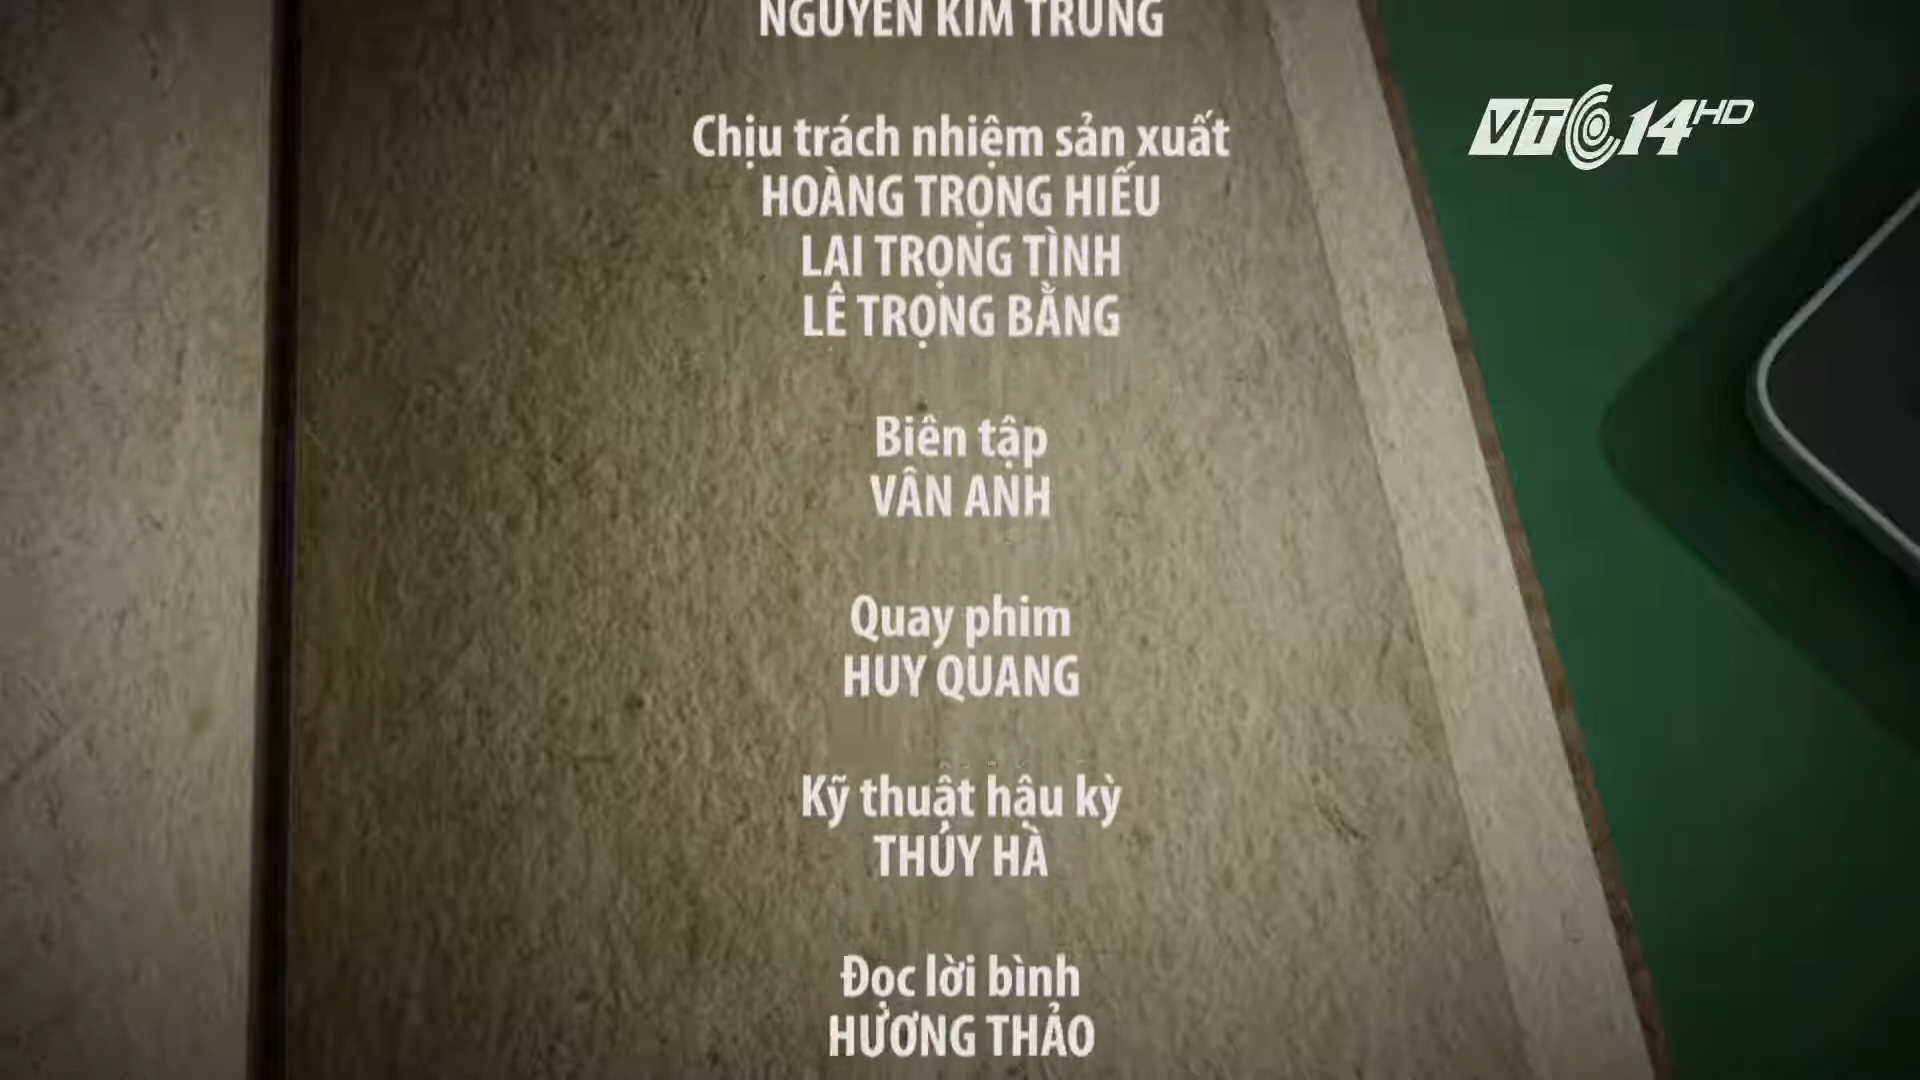 NGUYỄN KIM TRUNG
VTC14 HD
Chịu trách nhiệm sản xuất
HOÀNG TRỌNG HIẾU
LẠI TRỌNG TÌNH
LÊ TRỌNG BẰNG
Biên tập
VÂN ANH
Quay phim
HUY QUANG
Kỹ thuật hậu kỳ
THÚY HÀ
Đọc lời bình
HƯƠNG THẢO